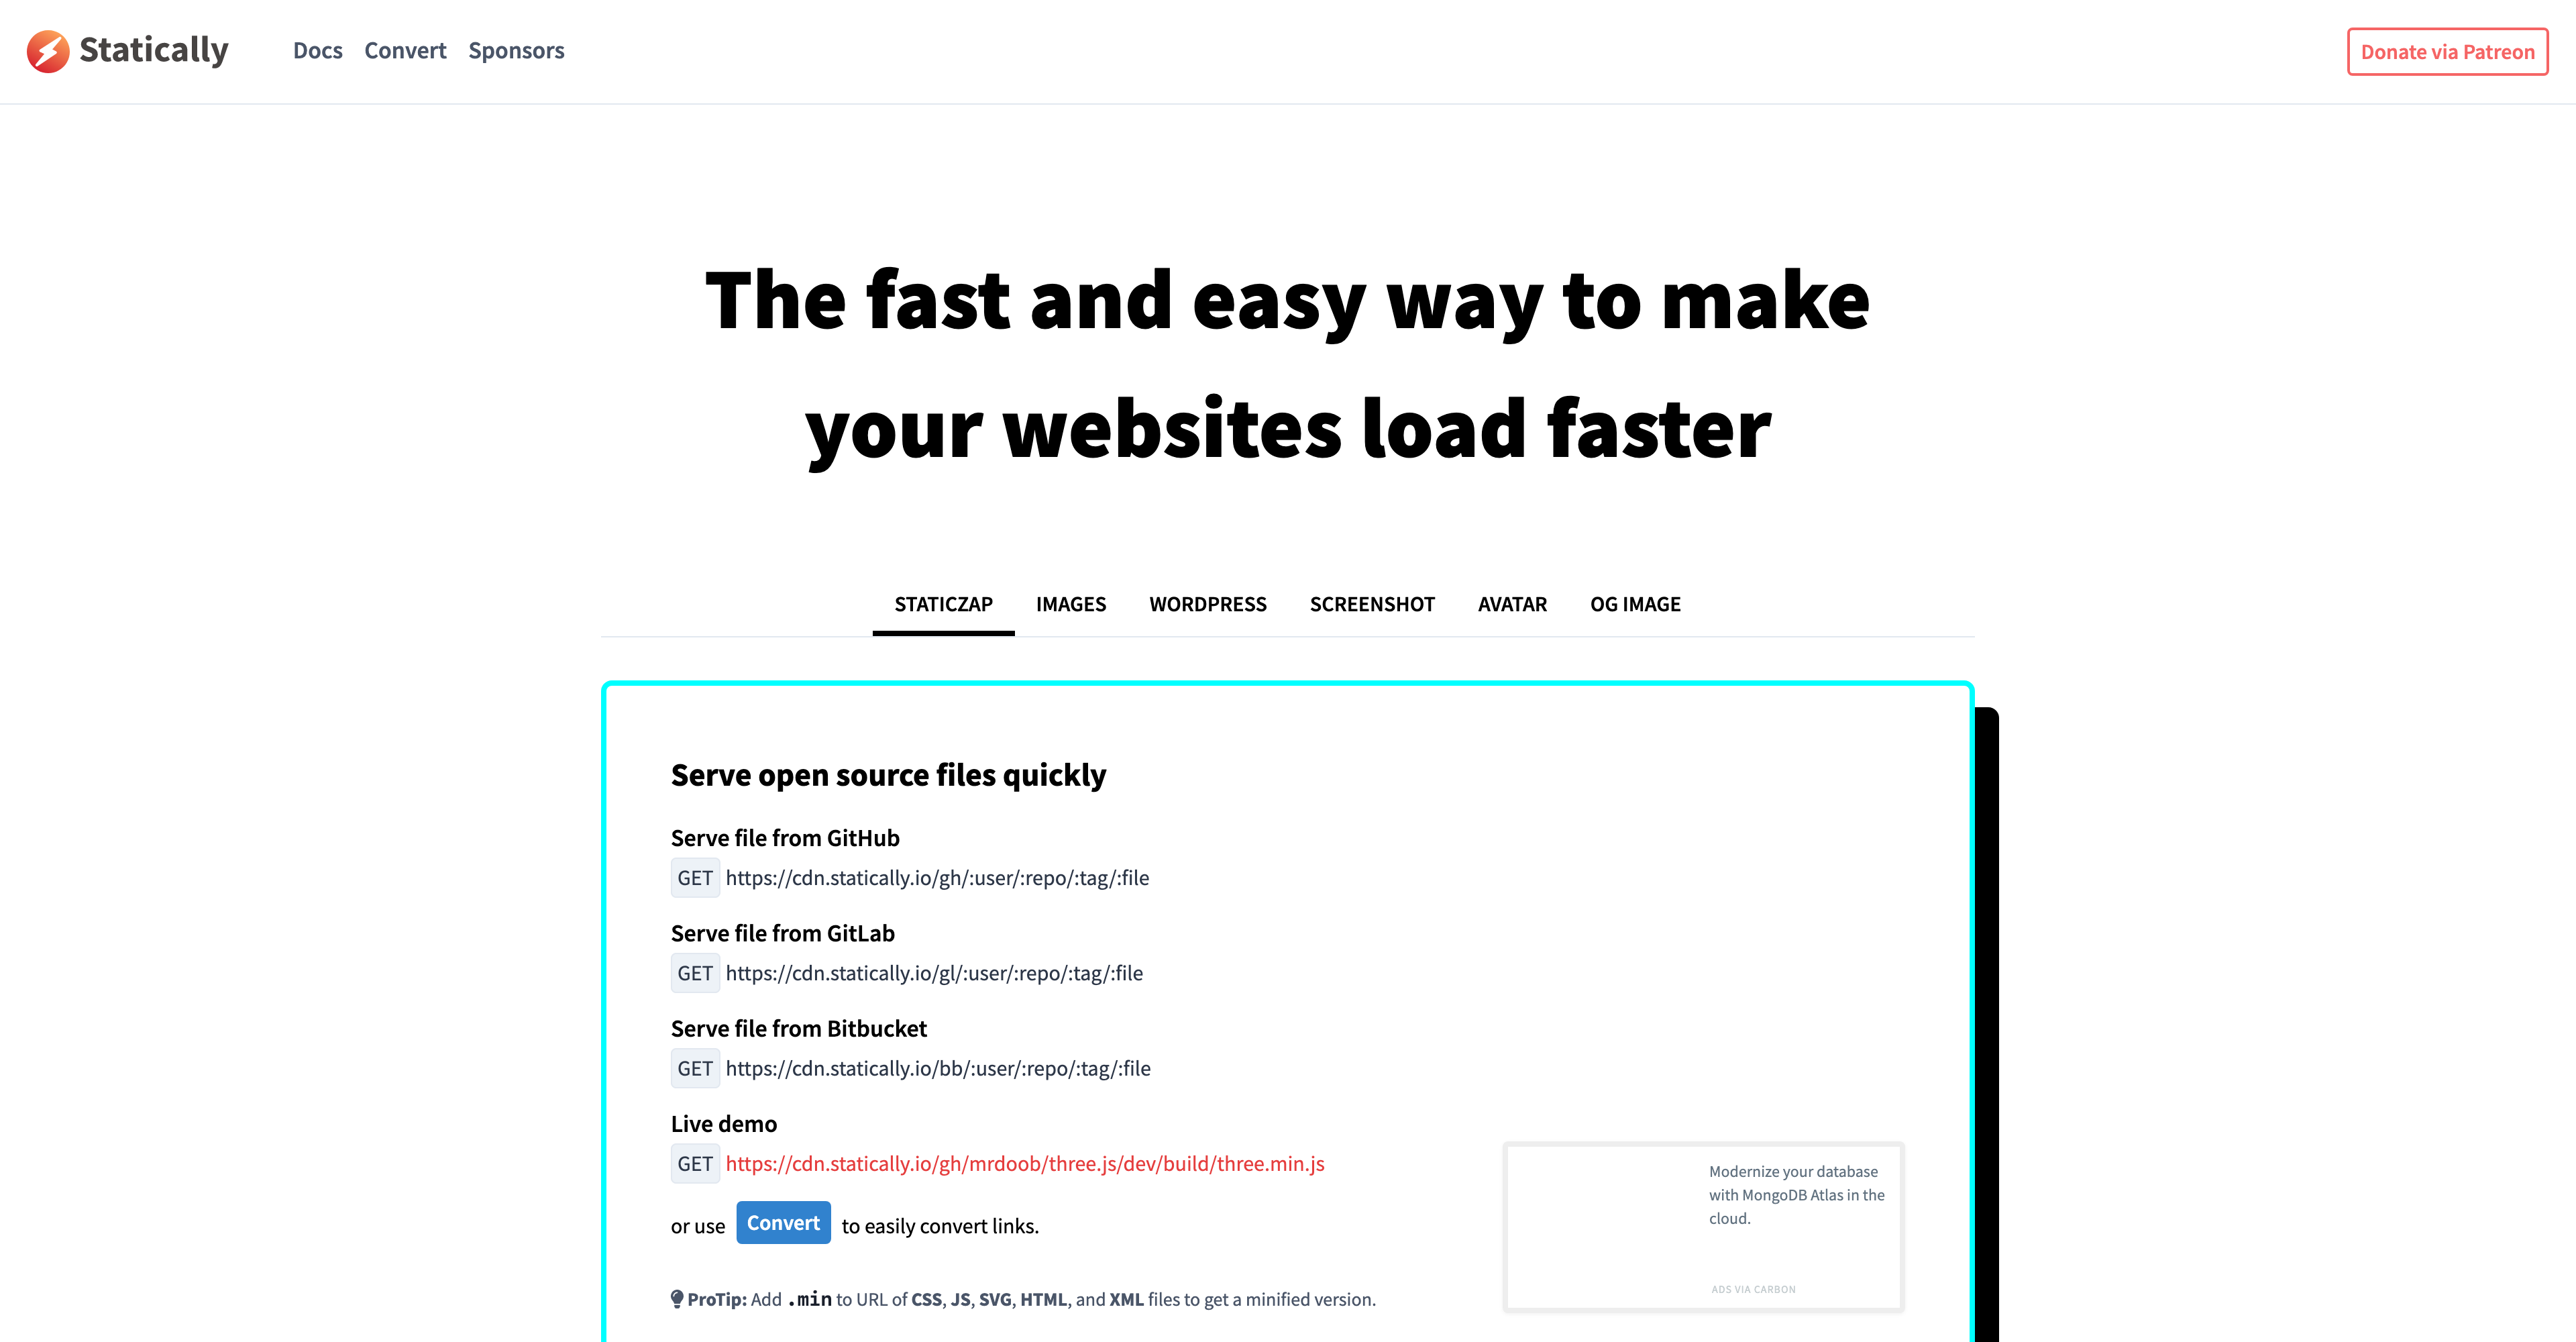 Statically
Docs Convert Sponsors
Donate via Patreon
The fast and easy way to make
your websites load faster
STATICZAP IMAGES WORDPRESS SCREENSHOT AVATAR OG IMAGE
Serve open source files quickly
Serve file from GitHub
GET https://cdn.statically.io/gh/:user/:repo/:tag/:file
Serve file from GitLab
GET https://cdn.statically.io/gl/:user/:repo/:tag/:file
Serve file from Bitbucket
GET https://cdn.statically.io/bb/:user/:repo/:tag/:file
Live demo
GET https://cdn.statically.io/gh/mrdoob/three.js/dev/build/three.min.js
or use Convert to easily convert links.
ProTip: Add .min to URL of CSS, JS, SVG, HTML, and XML files to get a minified version.
Modernize your database
with MongoDB Atlas in the
cloud.
ADS VIA CARBON